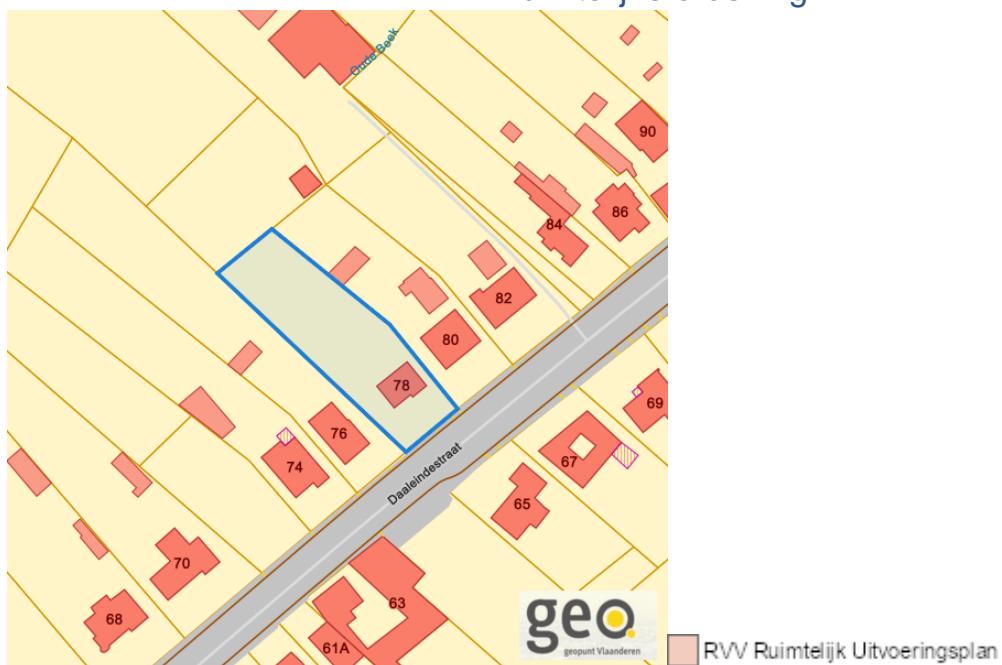 Oude Beek
90
86
84
82
80
78
76
74
70
68
69
67
65
63
61A
Daaleindestraat
geo.
geopunt Vlaanderen
RVV Ruimtelijk Uitvoeringsplan